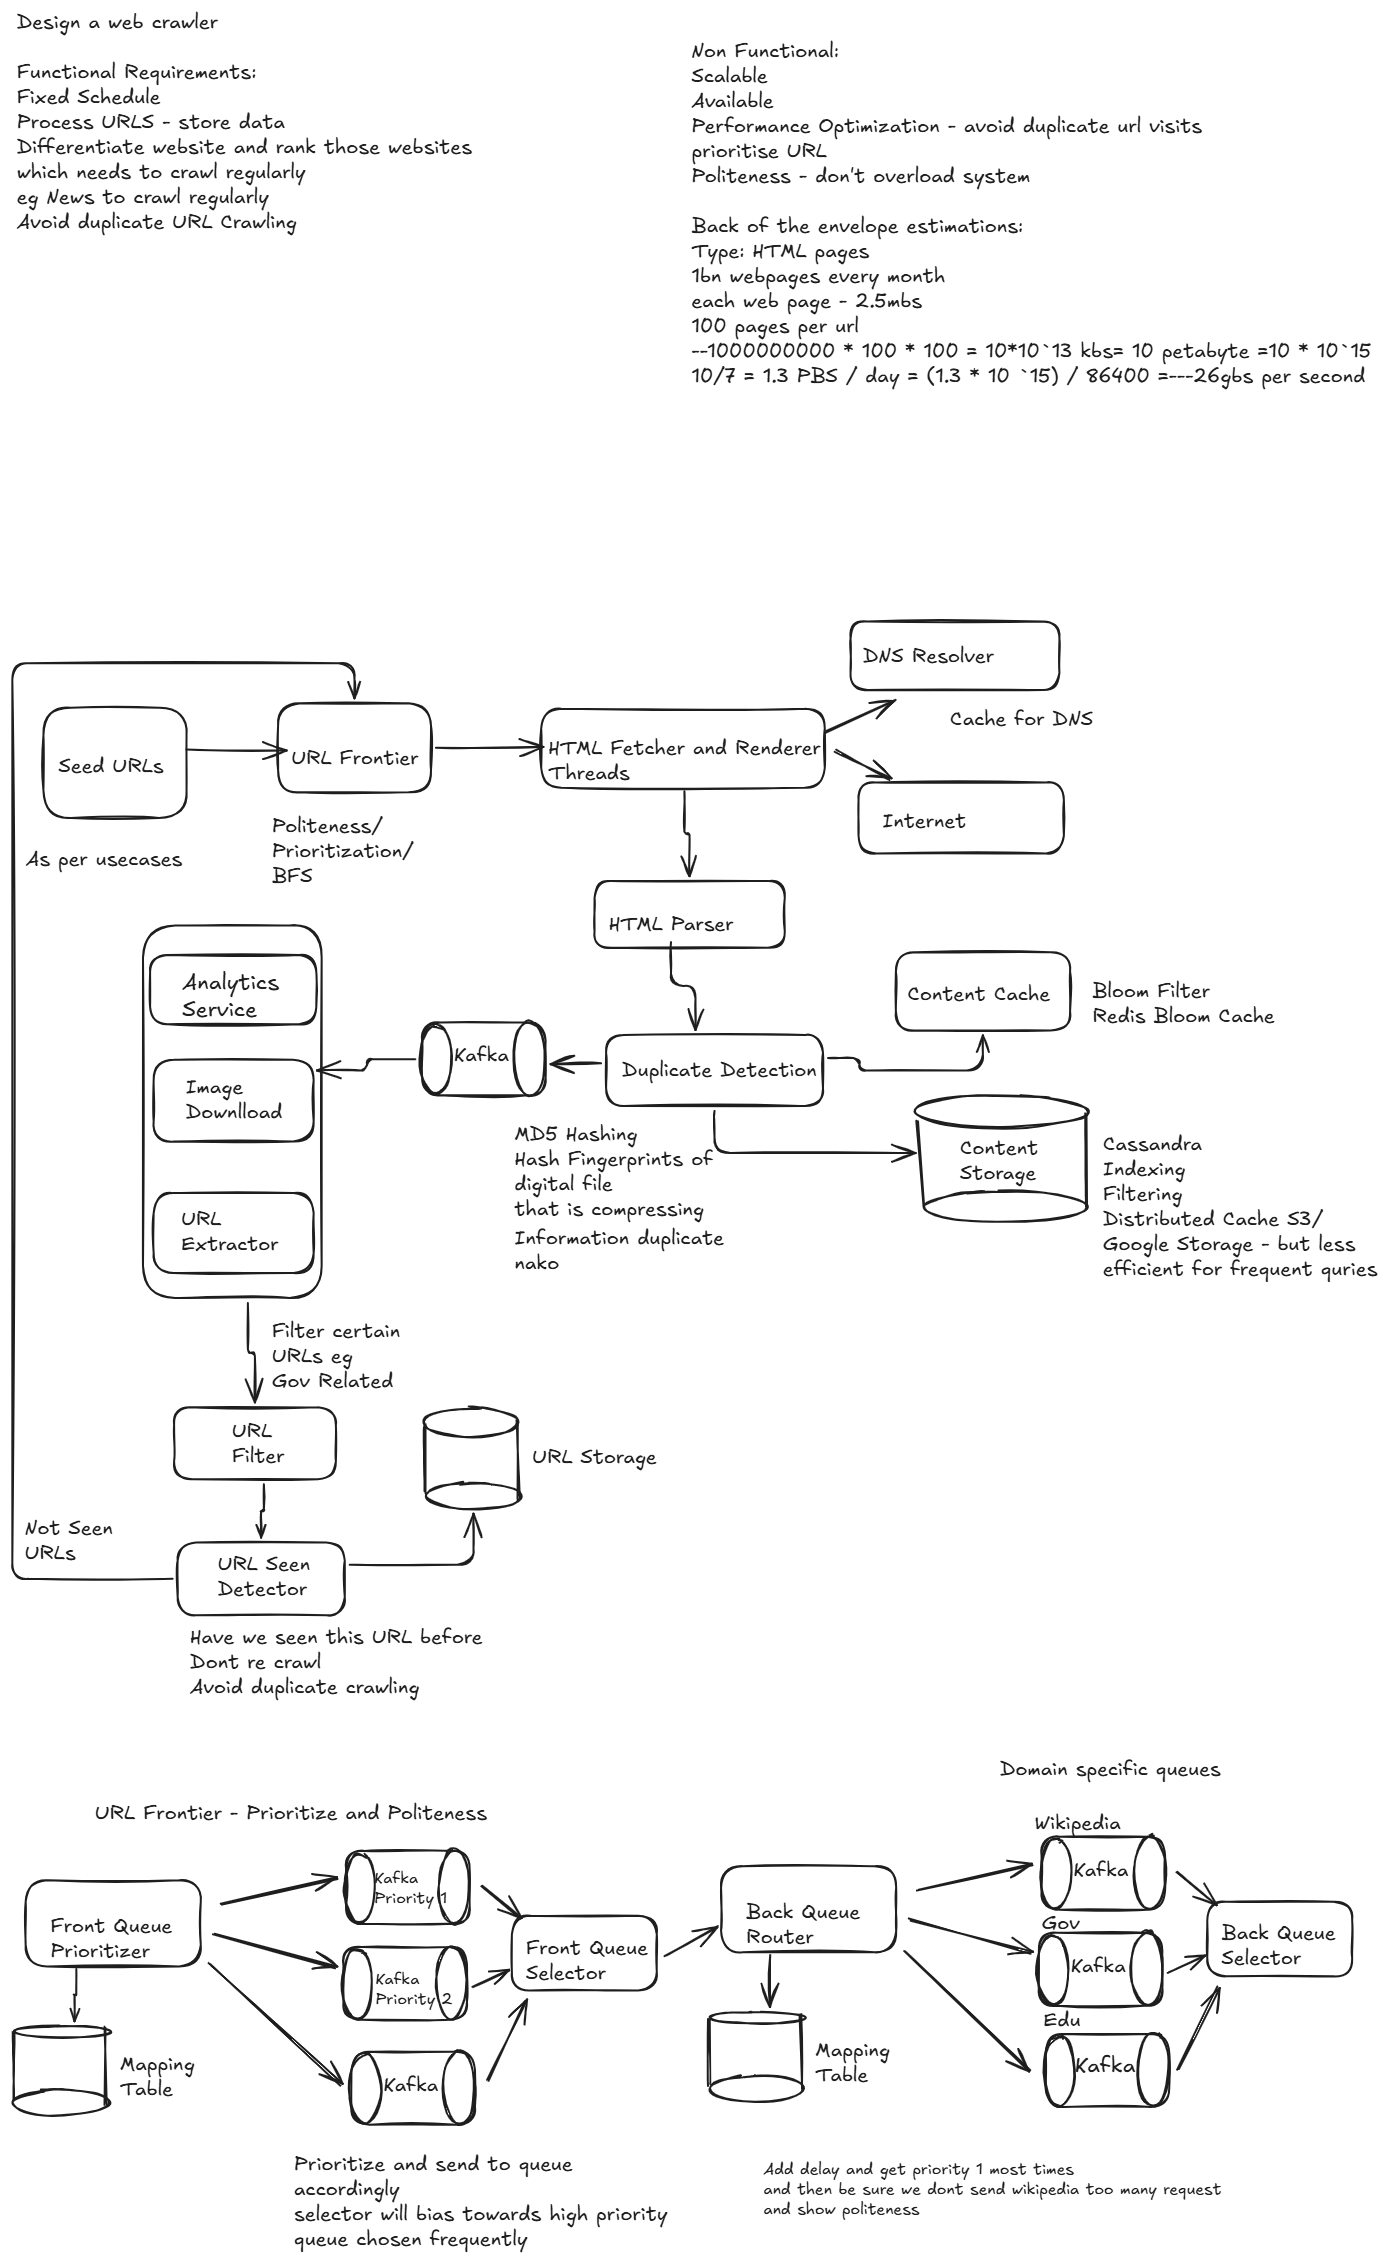 Design a web crawler
Functional Requirements:
Fixed Schedule
Process URLS - store data
Differentiate website and rank those websites
which needs to crawl regularly
eg News to crawl regularly
Avoid duplicate URL Crawling
Non Functional:
Scalable
Available
Performance Optimization - avoid duplicate url visits
prioritise URL
Politeness - don't overload system
Back of the envelope estimations:
Type: HTML pages
1bn webpages every month
each web page - 2.5mbs
100 pages per url
--1000000000 * 100 * 100 = 10*10`13 kbs= 10 petabyte =10 * 10`15
10/7 = 1.3 PBS / day = (1.3 * 10 `15) / 86400 =---26gbs per second
DNS Resolver
Cache for DNS
Seed URLs
As per usecases
URL Frontier
Politeness/
Prioritization/
BFS
HTML Fetcher and Renderer
Threads
Internet
HTML Parser
Analytics
Service
Image
Downlload
URL
Extractor
Kafka
Duplicate Detection
MD5 Hashing
Hash Fingerprints of
digital file
that is compressing
Information duplicate
nako
Content Cache
Bloom Filter
Redis Bloom Cache
Content
Storage
Cassandra
Indexing
Filtering
Distributed Cache S3/
Google Storage - but less
efficient for frequent quries
Filter certain
URLs eg
Gov Related
URL
Filter
URL Storage
Not Seen
URLs
URL Seen
Detector
Have we seen this URL before
Dont re crawl
Avoid duplicate crawling
URL Frontier - Prioritize and Politeness
Domain specific queues
Front Queue
Prioritizer
Mapping
Table
Kafka
Priority 1
Kafka
Priority 2
Kafka
Front Queue
Selector
Prioritize and send to queue
accordingly
selector will bias towards high priority
queue chosen frequently
Back Queue
Router
Mapping
Table
Wikipedia
Kafka
Gov
Kafka
Edu
Kafka
Back Queue
Selector
Add delay and get priority 1 most times
and then be sure we dont send wikipedia too many request
and show politeness